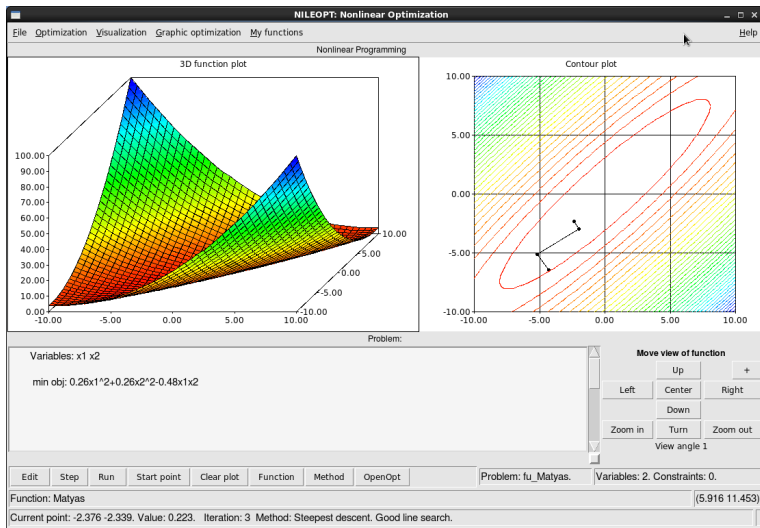 NILEOPT: Nonlinear Optimization
File Optimization Visualization Graphic optimization My functions Help
Nonlinear Programming
3D function plot
100.00
90.00
80.00
70.00
60.00
50.00
40.00
30.00
20.00
10.00
0.00
-10.00 -5.00 0.00 5.00 10.00
10.00
5.00
0.00
-5.00
-10.00
Contour plot
10.00
5.00
0.00
-5.00
-10.00
-10.00 -5.00 0.00 5.00 10.00
Problem:
Variables: x1 x2
min obj: 0.26x1^2+0.26x2^2-0.48x1x2
Move view of function
Up +
Left Center Right
Down
Zoom in Turn Zoom out
View angle 1
Edit Step Run Start point Clear plot Function Method OpenOpt
Problem: fu_Matyas. Variables: 2. Constraints: 0.
Function: Matyas (5.916 11.453)
Current point: -2.376 -2.339. Value: 0.223. Iteration: 3 Method: Steepest descent. Good line search.